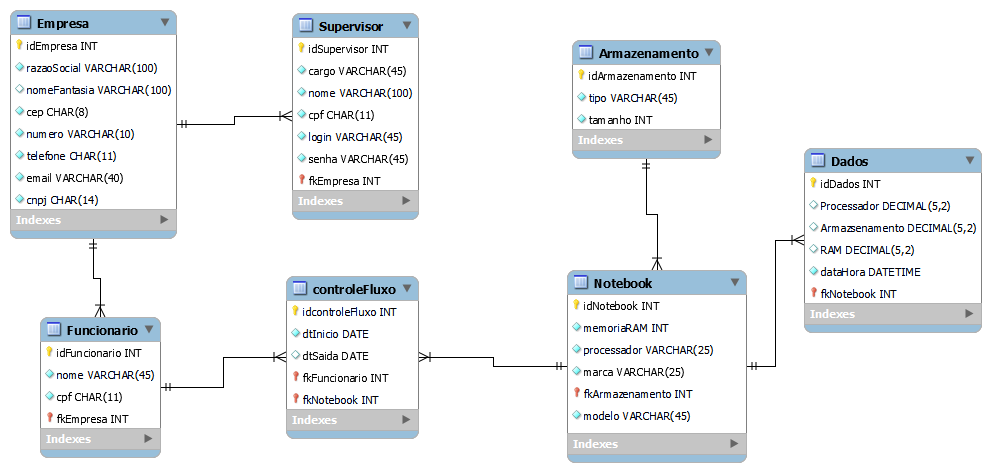 Empresa
idEmpresa INT
razaoSocial VARCHAR(100)
nomeFantasia VARCHAR(100)
cep CHAR(8)
numero VARCHAR(10)
telefone CHAR(11)
email VARCHAR(40)
cnpj CHAR(14)
Indexes
Supervisor
idSupervisor INT
cargo VARCHAR(45)
nome VARCHAR(100)
cpf CHAR(11)
login VARCHAR(45)
senha VARCHAR(45)
fkEmpresa INT
Indexes
Armazenamento
idArmazenamento INT
tipo VARCHAR(45)
tamanho INT
Indexes
Dados
idDados INT
Processador DECIMAL(5,2)
Armazsenamento DECIMAL(5,2)
RAM DECIMAL(5,2)
dataHora DATETIME
fkNotebook INT
Indexes
Funcionario
idFuncionario INT
nome VARCHAR(45)
cpf CHAR(11)
fkEmpresa INT
Indexes
controleFluxo
idcontroleFluxo INT
dtInicio DATE
dtSaida DATE
fkFuncionario INT
fkNotebook INT
Indexes
Notebook
idNotebook INT
memoriaRAM INT
processador VARCHAR(25)
marca VARCHAR(25)
fkArmazenamento INT
modelo VARCHAR(45)
Indexes